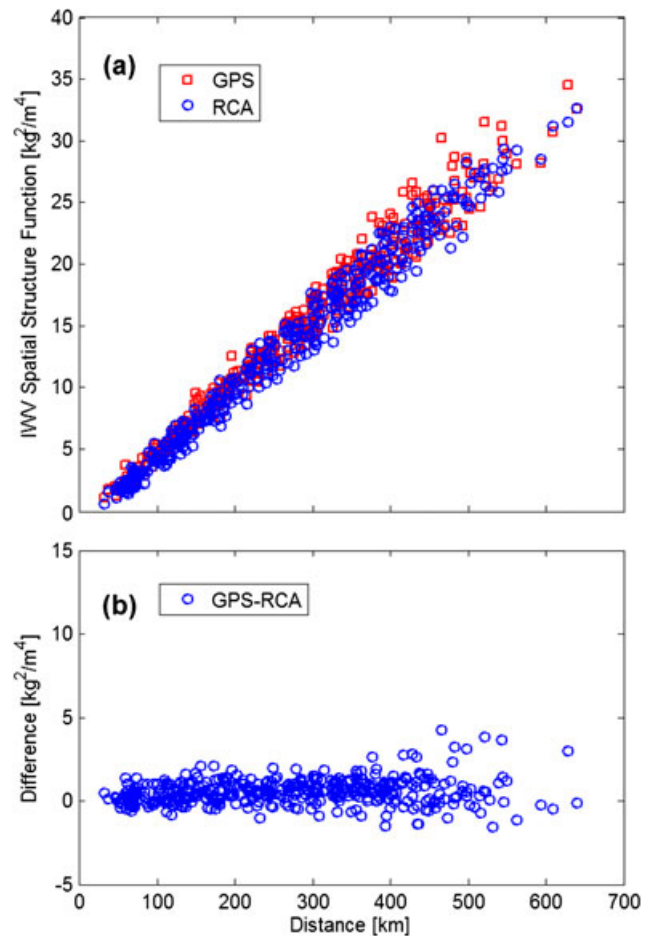 40
35
30
25
20
15
10
5
0
IWV Spatial Structure Function [kg²/m⁴]
(a)
GPS
RCA
15
10
5
0
-5
Difference [kg²/m⁴]
(b)
GPS-RCA
0 100 200 300 400 500 600 700
Distance [km]